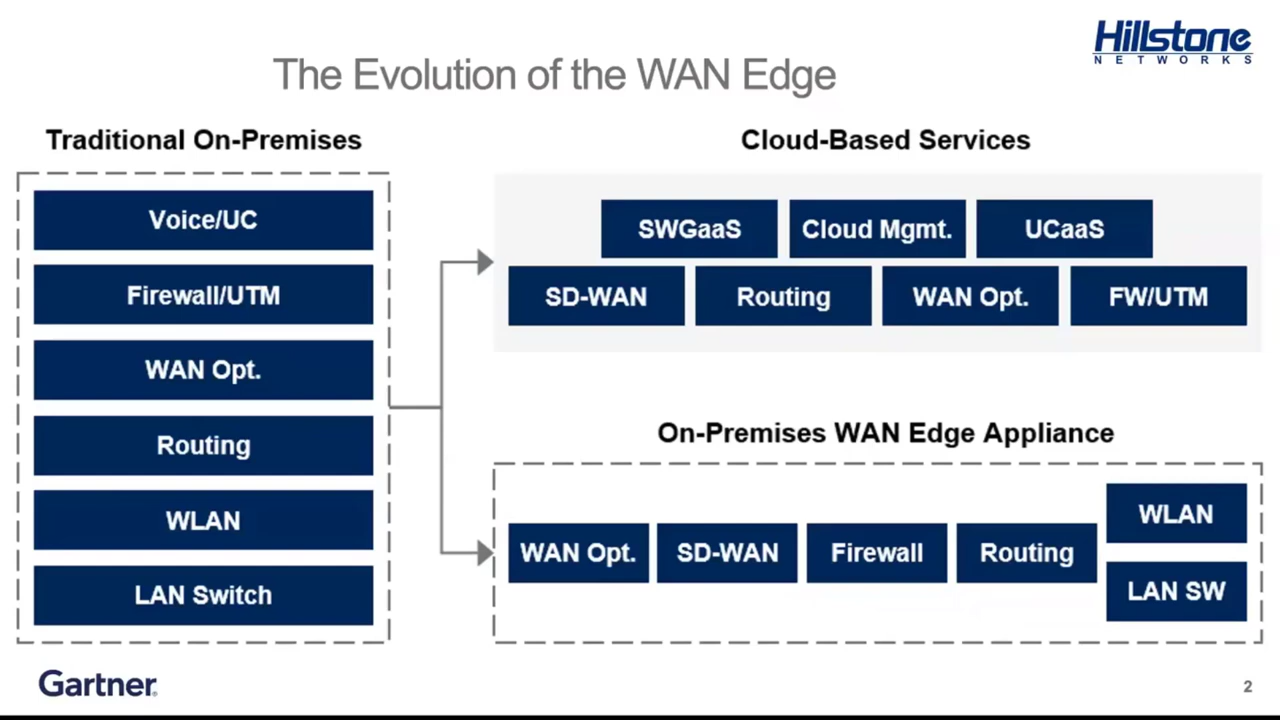 Hillstone
NETWORKS
The Evolution of the WAN Edge
Traditional On-Premises
Voice/UC
Firewall/UTM
WAN Opt.
Routing
WLAN
LAN Switch
Cloud-Based Services
SWGaaS
Cloud Mgmt.
UCaaS
SD-WAN
Routing
WAN Opt.
FW/UTM
On-Premises WAN Edge Appliance
WAN Opt.
SD-WAN
Firewall
Routing
WLAN
LAN SW
Gartner
2